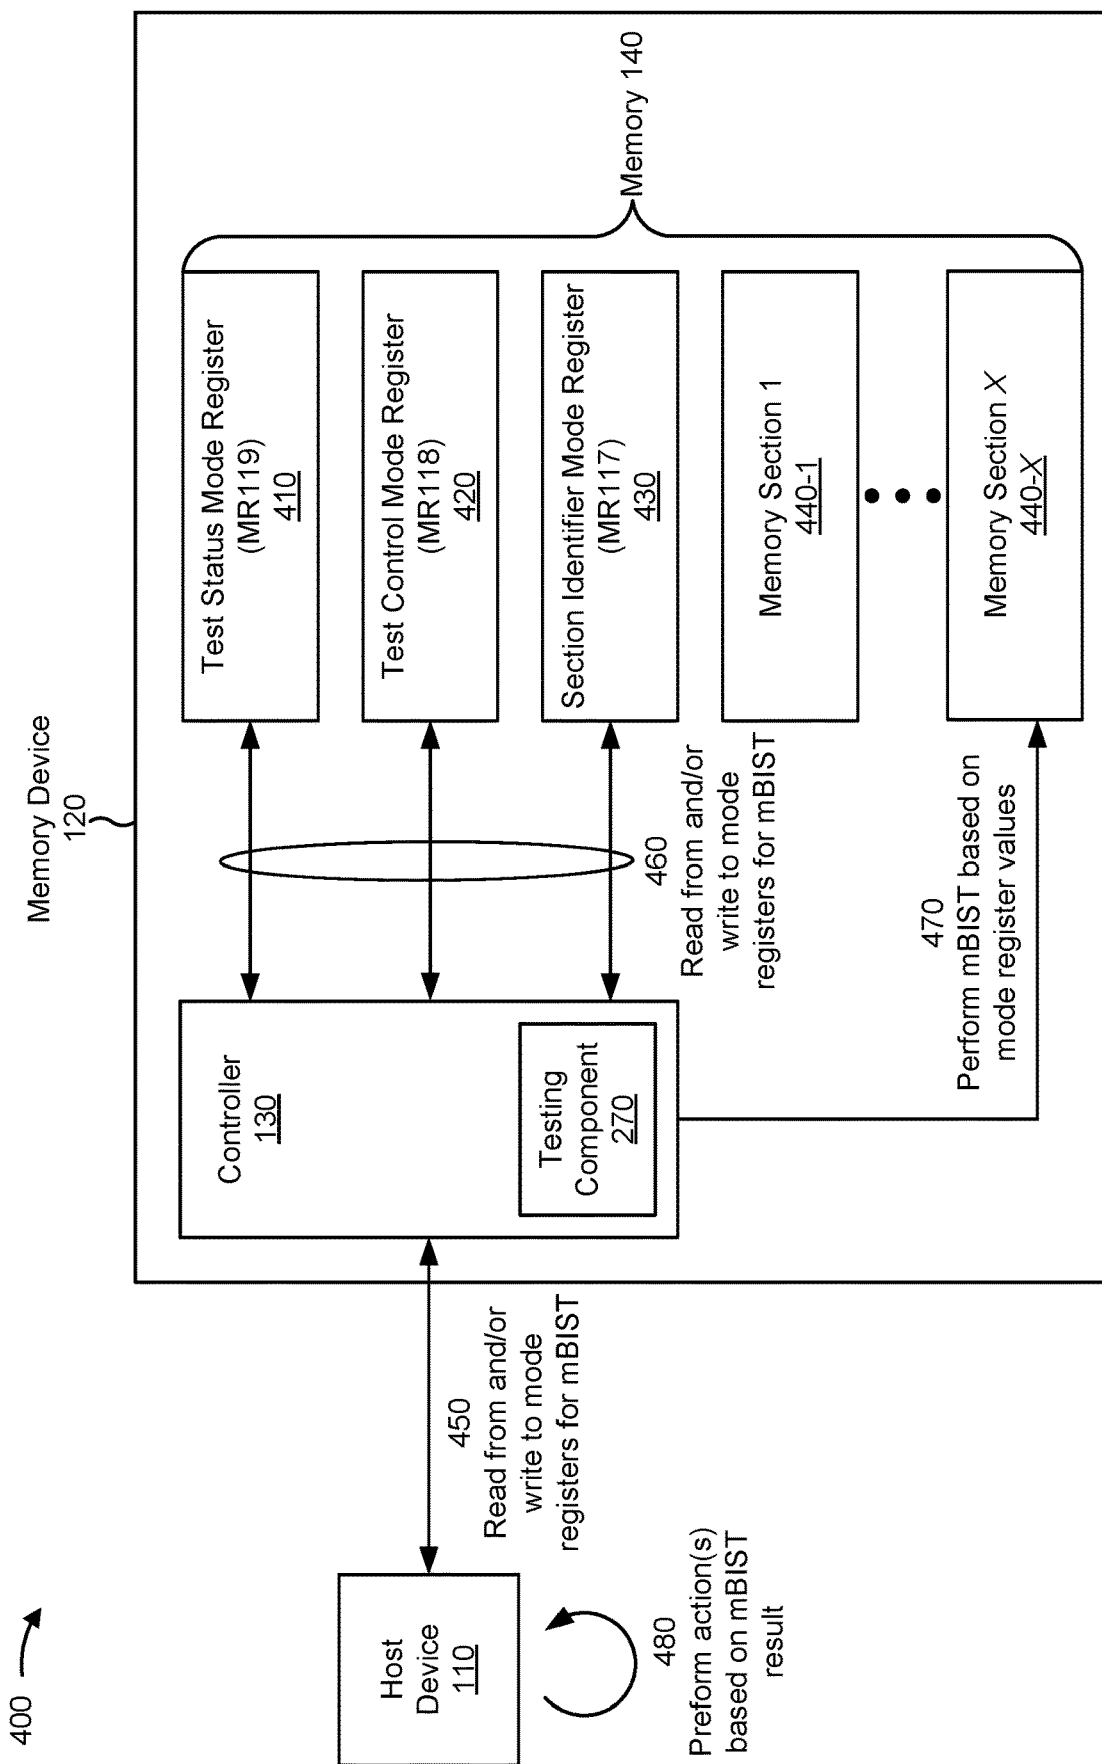 400
Memory Device
120
Host
Device
110
480
Preform action(s)
based on mBIST
result
450
Read from and/or
write to mode
registers for mBIST
Controller
130
Testing
Component
270
460
Read from and/or
write to mode
registers for mBIST
470
Perform mBIST based on
mode register values
Test Status Mode Register
(MR119)
410
Test Control Mode Register
(MR118)
420
Section Identifier Mode Register
(MR117)
430
Memory Section 1
440-1
Memory Section X
440-X
Memory 140